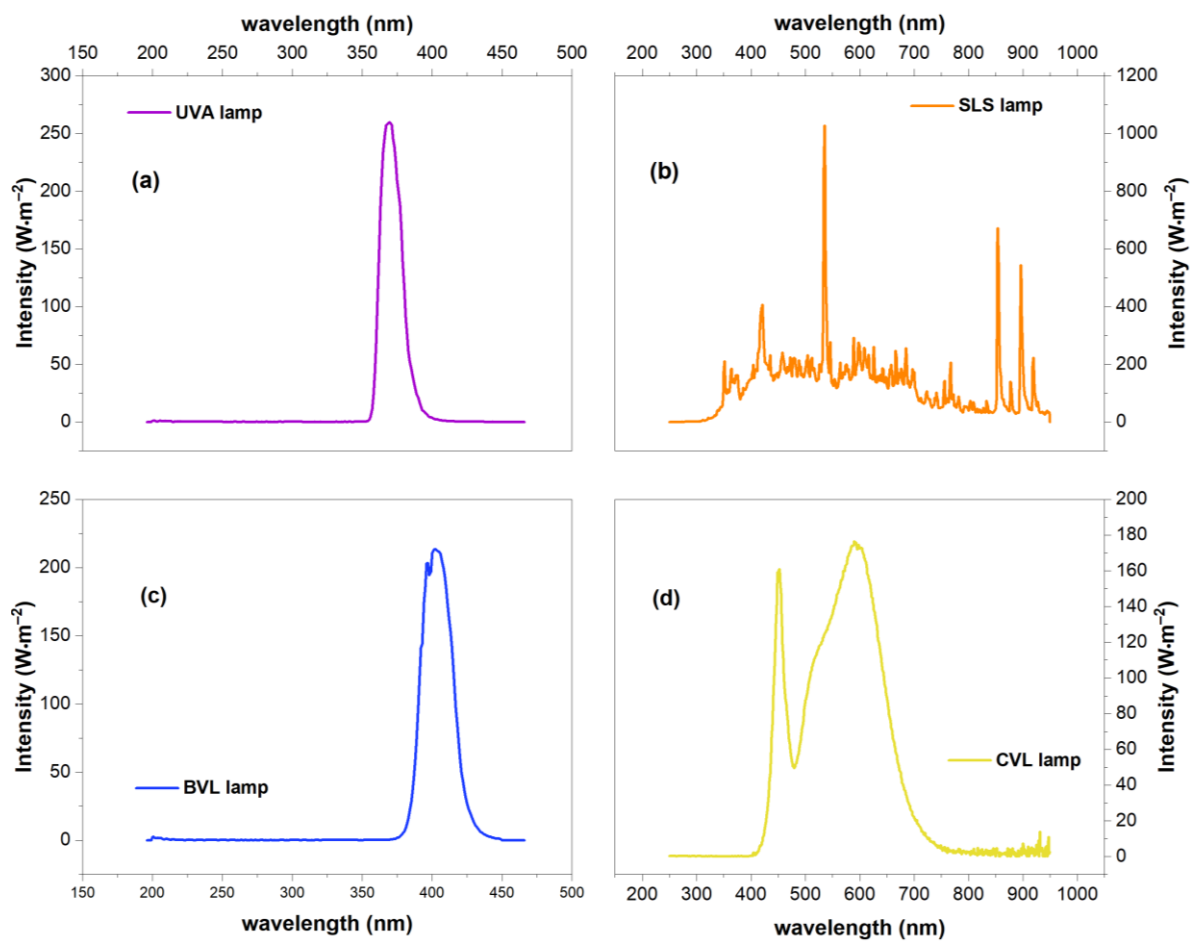 wavelength (nm)
150 200 250 300 350 400 450 500
300
250
200
150
100
50
0
Intensity (W·m−2)
UVA lamp
(a)
wavelength (nm)
200 300 400 500 600 700 800 900 1000
1200
1000
800
600
400
200
0
Intensity (W·m−2)
SLS lamp
(b)
250
200
150
100
50
0
Intensity (W·m−2)
(c)
BVL lamp
150 200 250 300 350 400 450 500
wavelength (nm)
200
180
160
140
120
100
80
60
40
20
0
Intensity (W·m−2)
(d)
CVL lamp
200 300 400 500 600 700 800 900 1000
wavelength (nm)